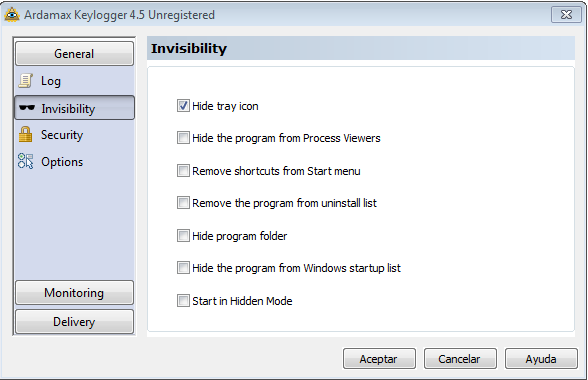 Ardamax Keylogger 4.5 Unregistered
General
Log
Invisibility
Security
Options
Monitoring
Delivery
Invisibility
Hide tray icon
Hide the program from Process Viewers
Remove shortcuts from Start menu
Remove the program from uninstall list
Hide program folder
Hide the program from Windows startup list
Start in Hidden Mode
Aceptar
Cancelar
Ayuda